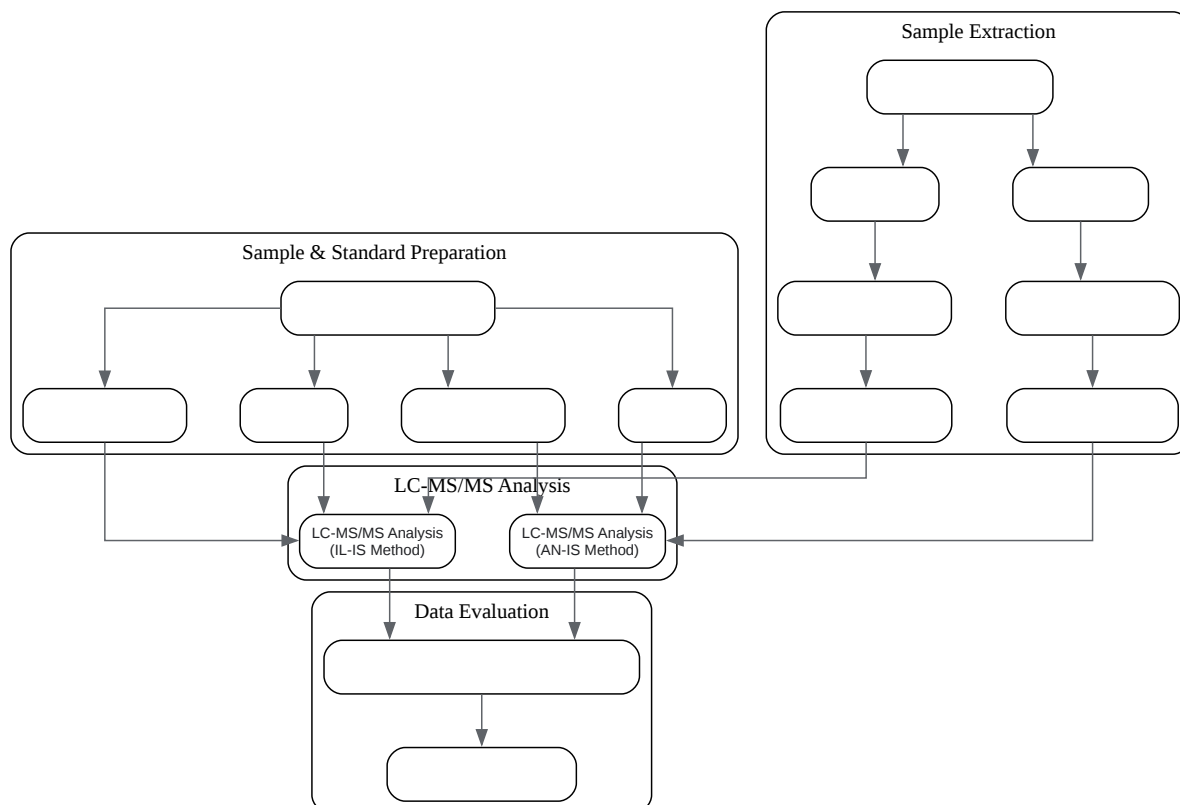 Sample Extraction
Sample & Standard Preparation
LC-MS/MS Analysis
LC-MS/MS Analysis
(IL-IS Method)
LC-MS/MS Analysis
(AN-IS Method)
Data Evaluation